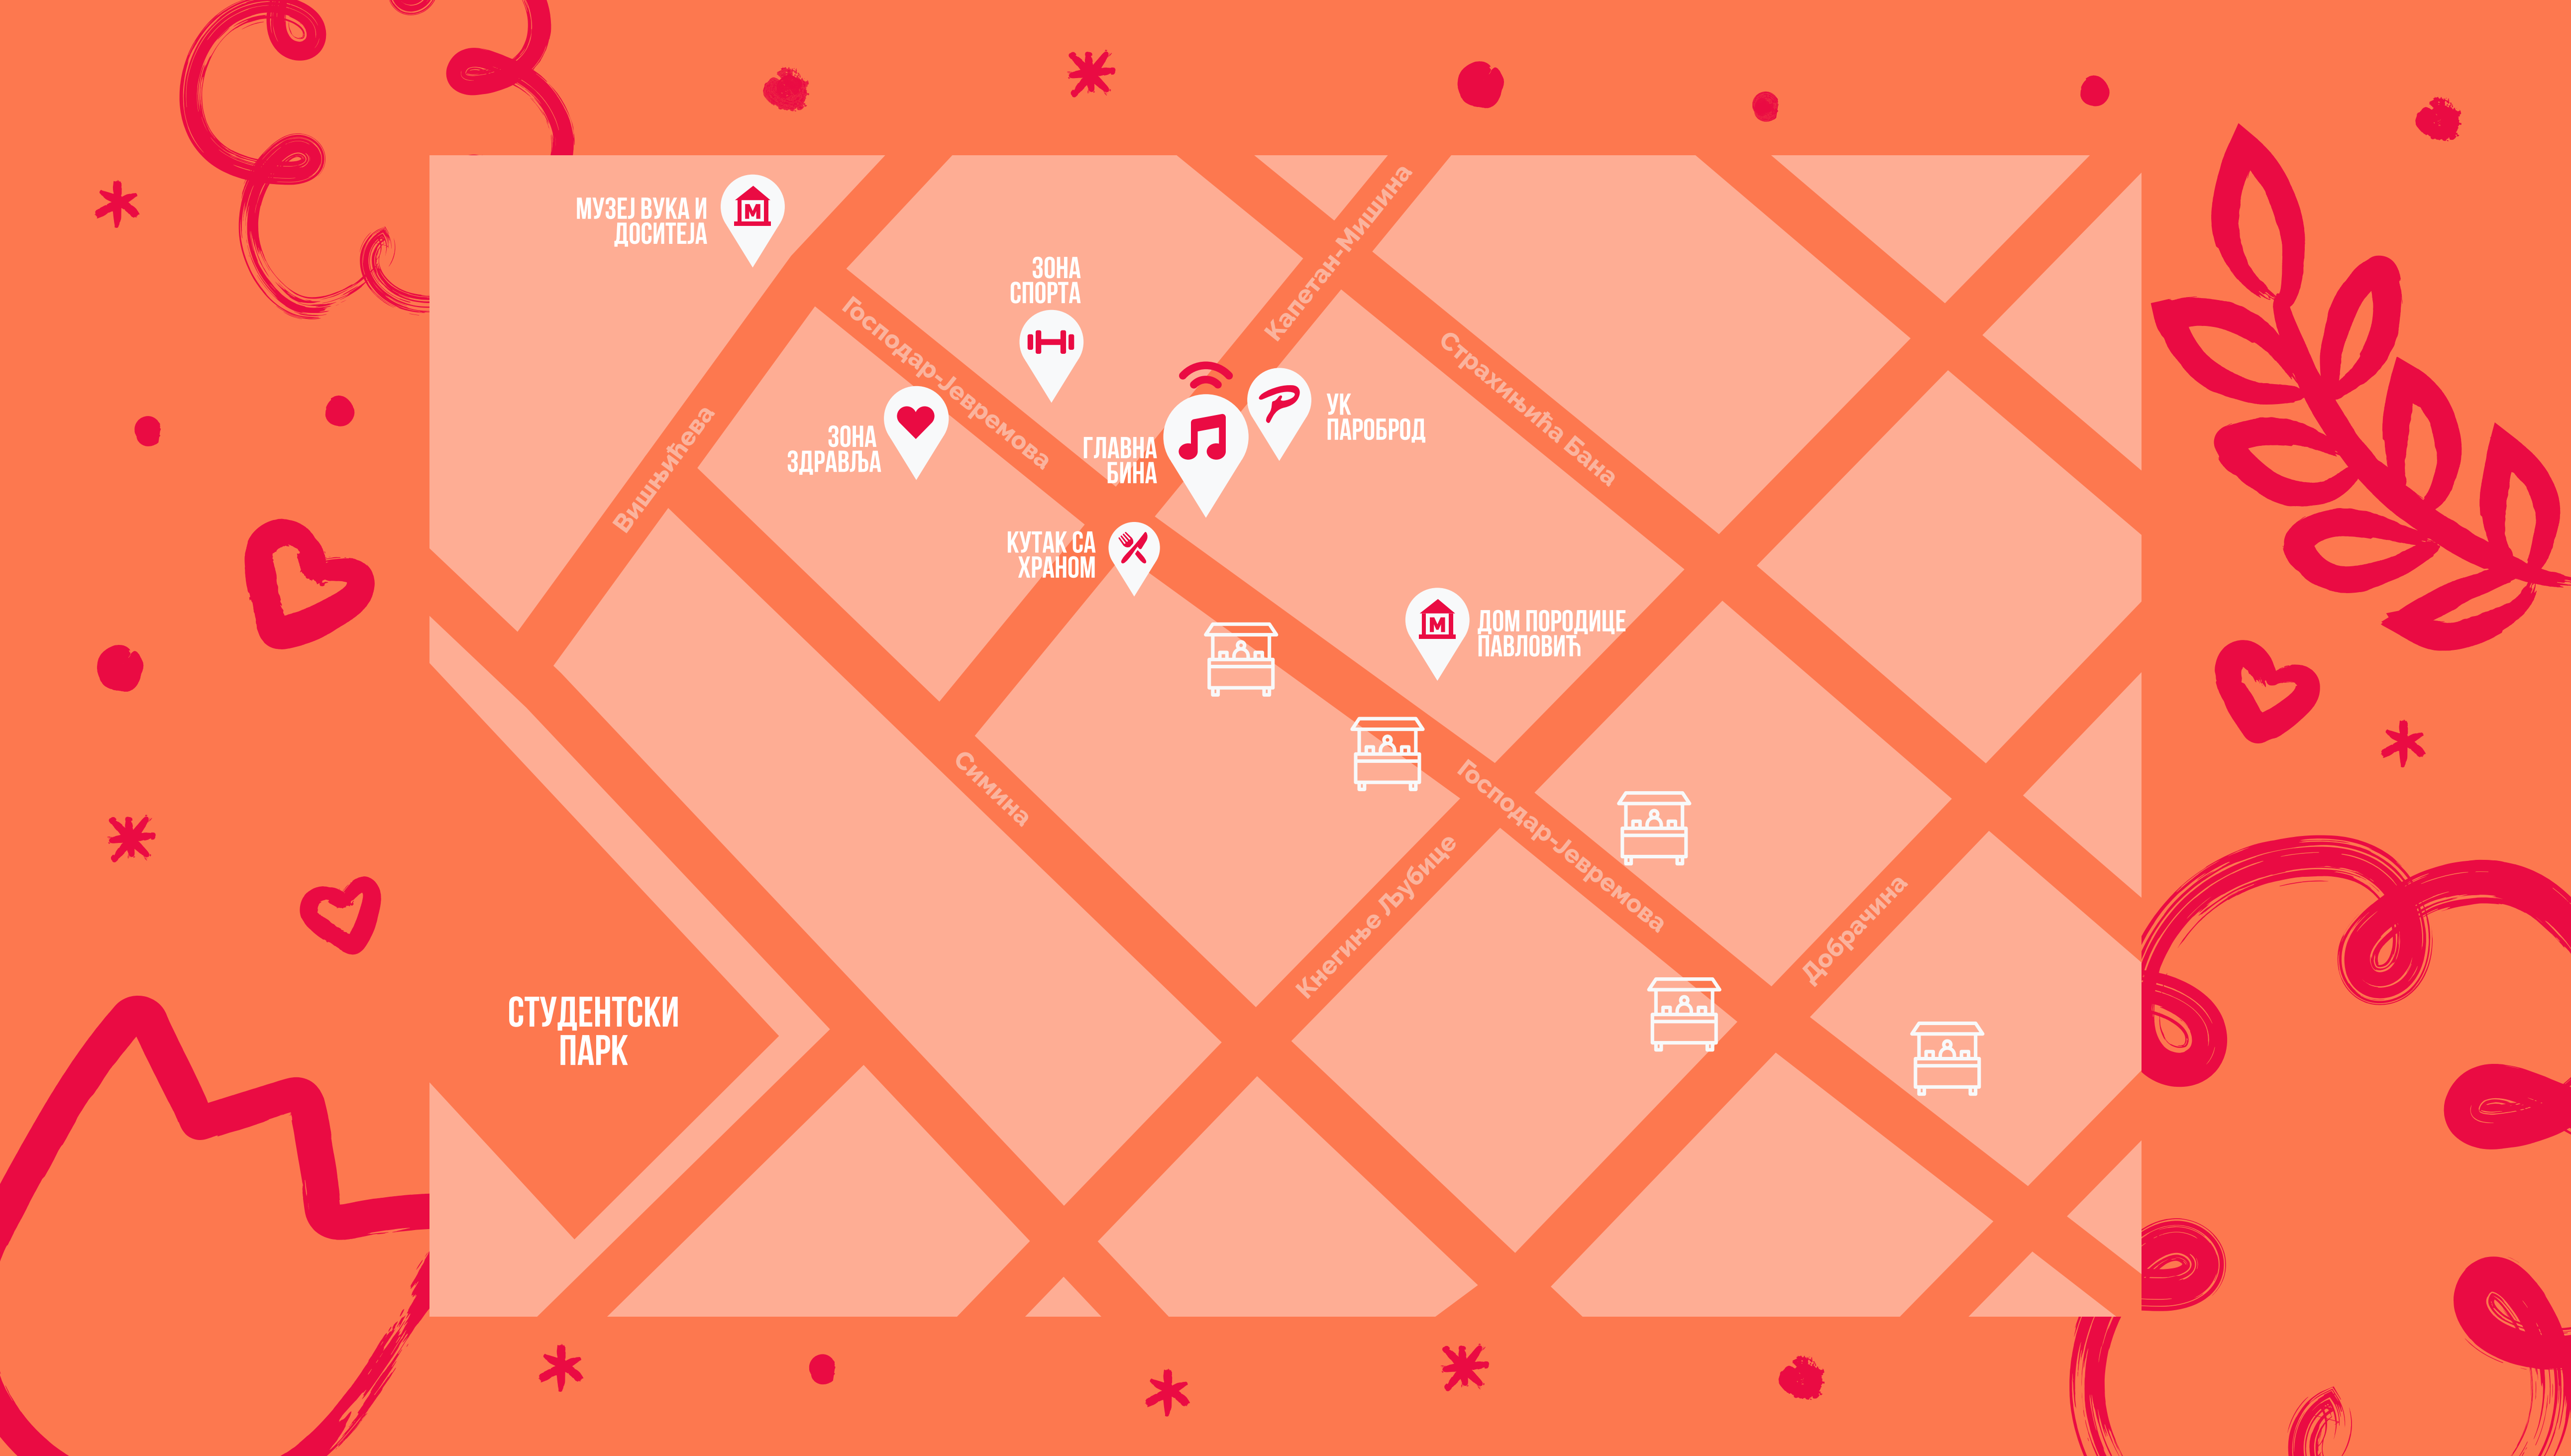 МУЗЕЈ ВУКА И
ДОСИТЕЈА
М
ЗОНА
СПОРТА
Капетан-Мишина
Господар-Јевремова
Страхињића Бана
УК
ПАРОБРОД
ЗОНА
ЗДРАВЉА
ГЛАВНА
БИНА
Вишњићева
КУТАК СА
ХРАНОМ
М
ДОМ ПОРОДИЦЕ
ПАВЛОВИЋ
Симина
Господар-Јевремова
Кнегиње Љубице
Добрачина
СТУДЕНТСКИ
ПАРК